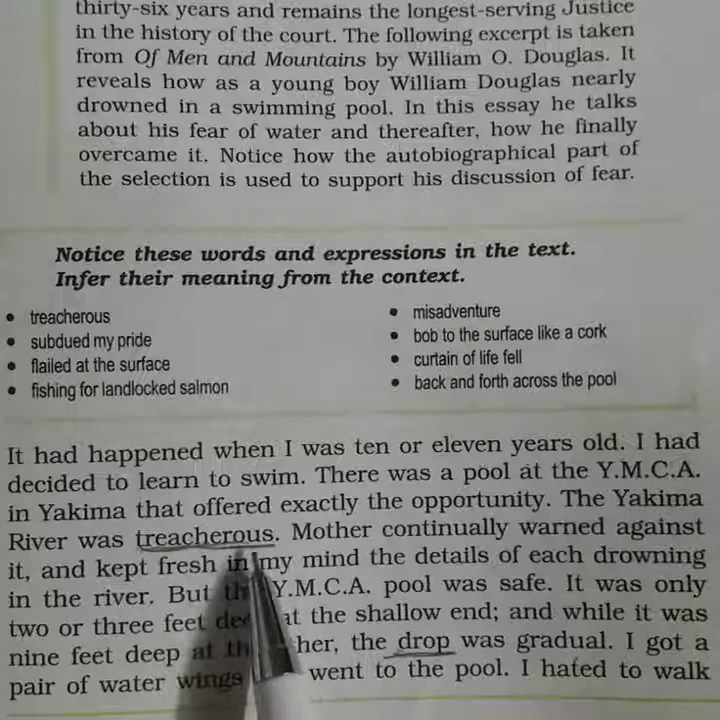 thirty-six years and remains the longest-serving Justice
in the history of the court. The following excerpt is taken
from Of Men and Mountains by William O. Douglas. It
reveals how as a young boy William Douglas nearly
drowned in a swimming pool. In this essay he talks
about his fear of water and thereafter, how he finally
overcame it. Notice how the autobiographical part of
the selection is used to support his discussion of fear.
Notice these words and expressions in the text.
Infer their meaning from the context.
• treacherous
• subdued my pride
• flailed at the surface
• fishing for landlocked salmon
• misadventure
• bob to the surface like a cork
• curtain of life fell
• back and forth across the pool
It had happened when I was ten or eleven years old. I had
decided to learn to swim. There was a pool at the Y.M.C.A.
in Yakima that offered exactly the opportunity. The Yakima
River was treacherous. Mother continually warned against
it, and kept fresh in my mind the details of each drowning
in the river. But the Y.M.C.A. pool was safe. It was only
two or three feet at the shallow end; and while it was
nine feet deep at the drop was gradual. I got a
pair of water wings went to the pool. I hated to walk